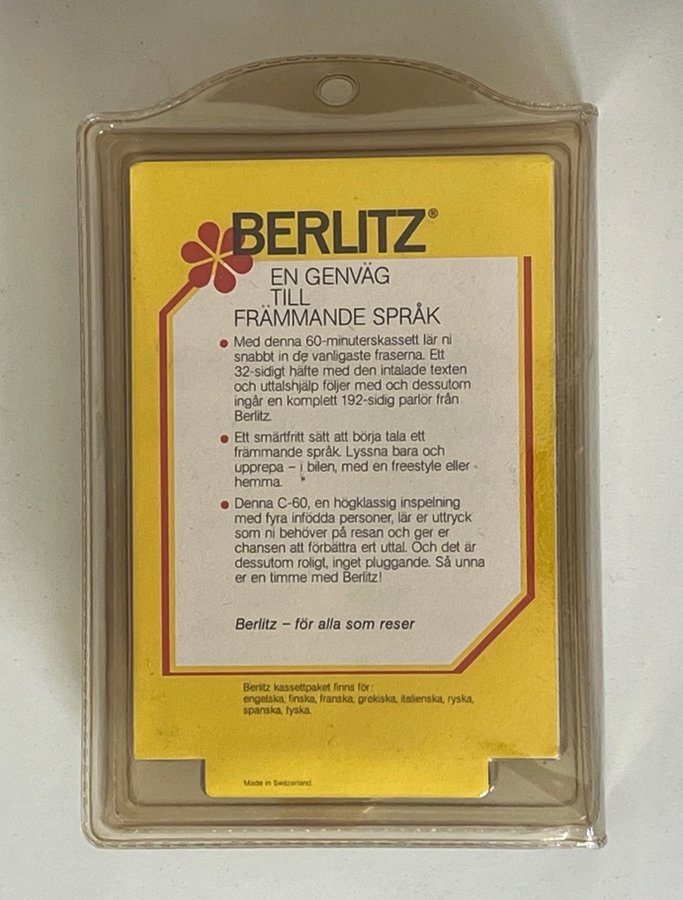 BERLITZ®
EN GENVÄG
TILL
FRÄMMANDE SPRÅK
• Med denna 60-minuterskassett lär ni
snabbt in de vanligaste fraserna. Ett
32-sidigt häfte med den intalade texten
och uttalshjälp följer med och dessutom
ingår en komplett 192-sidig parlör från
Berlitz.
• Ett smärtfritt sätt att börja tala ett
främmande språk. Lyssna bara och
upprepa – i bilen, med en freestyle eller
hemma.
• Denna C-60, en högklassig inspelning
med fyra infödda personer, lär er uttryck
som ni behöver på resan och ger er
chansen att förbättra ert uttal. Och det är
dessutom roligt, inget pluggande. Så unna
er en timme med Berlitz!
Berlitz – för alla som reser
Berlitz kassettpaket finns för:
engelska, finska, franska, grekiska, italienska, ryska,
spanska, tyska.
Made in Switzerland.